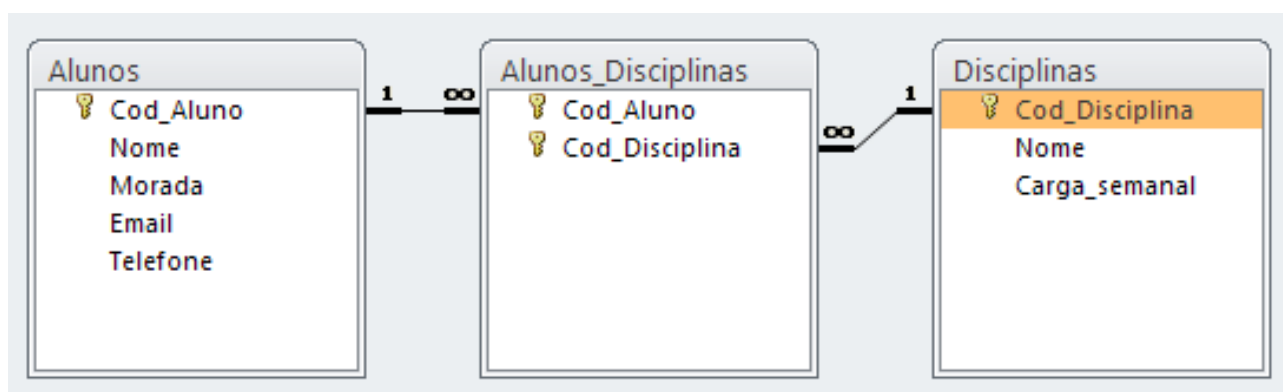 Alunos
Cod_Aluno
Nome
Morada
Email
Telefone
1
∞
Alunos_Disciplinas
Cod_Aluno
Cod_Disciplina
∞
1
Disciplinas
Cod_Disciplina
Nome
Carga_semanal